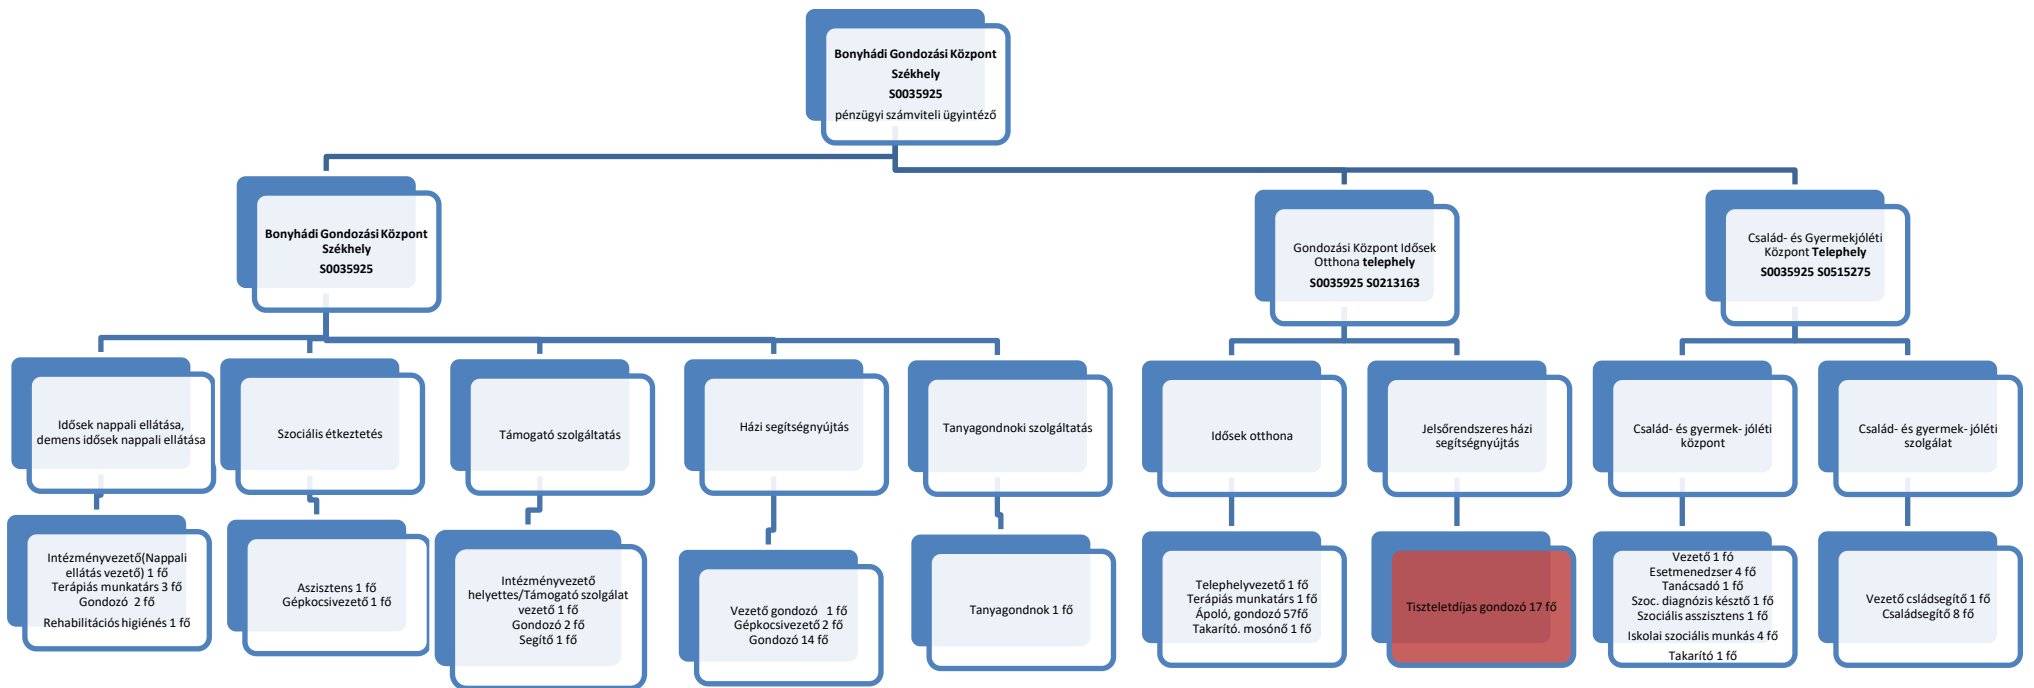 Bonyhádi Gondozási Központ
Székhely
S0035925
pénzügyi számviteli ügyintéző
Bonyhádi Gondozási Központ
Székhely
S0035925
Gondozási Központ Idősek
Otthona telephely
S0035925 S0213163
Család- és Gyermekjóléti
Központ Telephely
S0035925 S0515275
Idősek nappali ellátása,
demens idősek nappali ellátása
Szociális étkeztetés
Támogató szolgáltatás
Házi segítségnyújtás
Tanyagondnoki szolgáltatás
Idősek otthona
Jelsőrendszeres házi
segítségnyújtás
Család- és gyermek- jóléti
központ
Család- és gyermek- jóléti
szolgálat
Intézményvezető(Nappali
ellátás vezető) 1 fő
Terápiás munkatárs 3 fő
Gondozó 2 fő
Rehabilitációs higiénés 1 fő
Aszisztens 1 fő
Gépkocsivezető 1 fő
Intézményvezető
helyettes/Támogató szolgálat
vezető 1 fő
Gondozó 2 fő
Segítő 1 fő
Vezető gondozó 1 fő
Gépkocsivezető 2 fő
Gondozó 14 fő
Tanyagondnok 1 fő
Telephelyvezető 1 fő
Terápiás munkatárs 1 fő
Ápoló, gondozó 57fő
Takarító. mosónő 1 fő
Tiszteletdíjas gondozó 17 fő
Vezető 1 fó
Esetmenedzser 4 fő
Tanácsadó 1 fő
Szoc. diagnózis késztő 1 fő
Szociális asszisztens 1 fő
Iskolai szociális munkás 4 fő
Takarító 1 fő
Vezető csládsegítő 1 fő
Családsegítő 8 fő